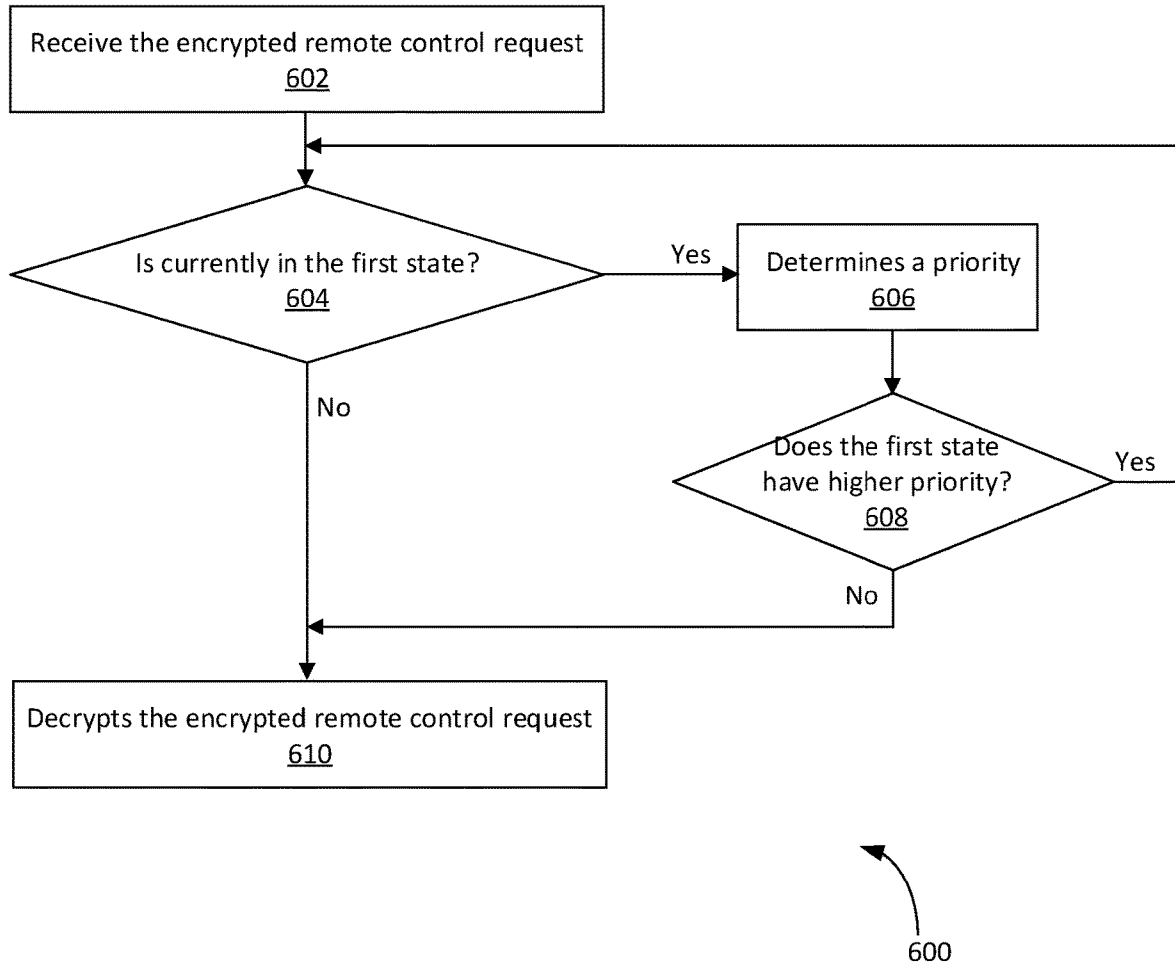 Receive the encrypted remote control request
602
Is currently in the first state?
604
Yes
Determines a priority
606
No
Does the first state
have higher priority?
608
Yes
No
Decrypts the encrypted remote control request
610
600